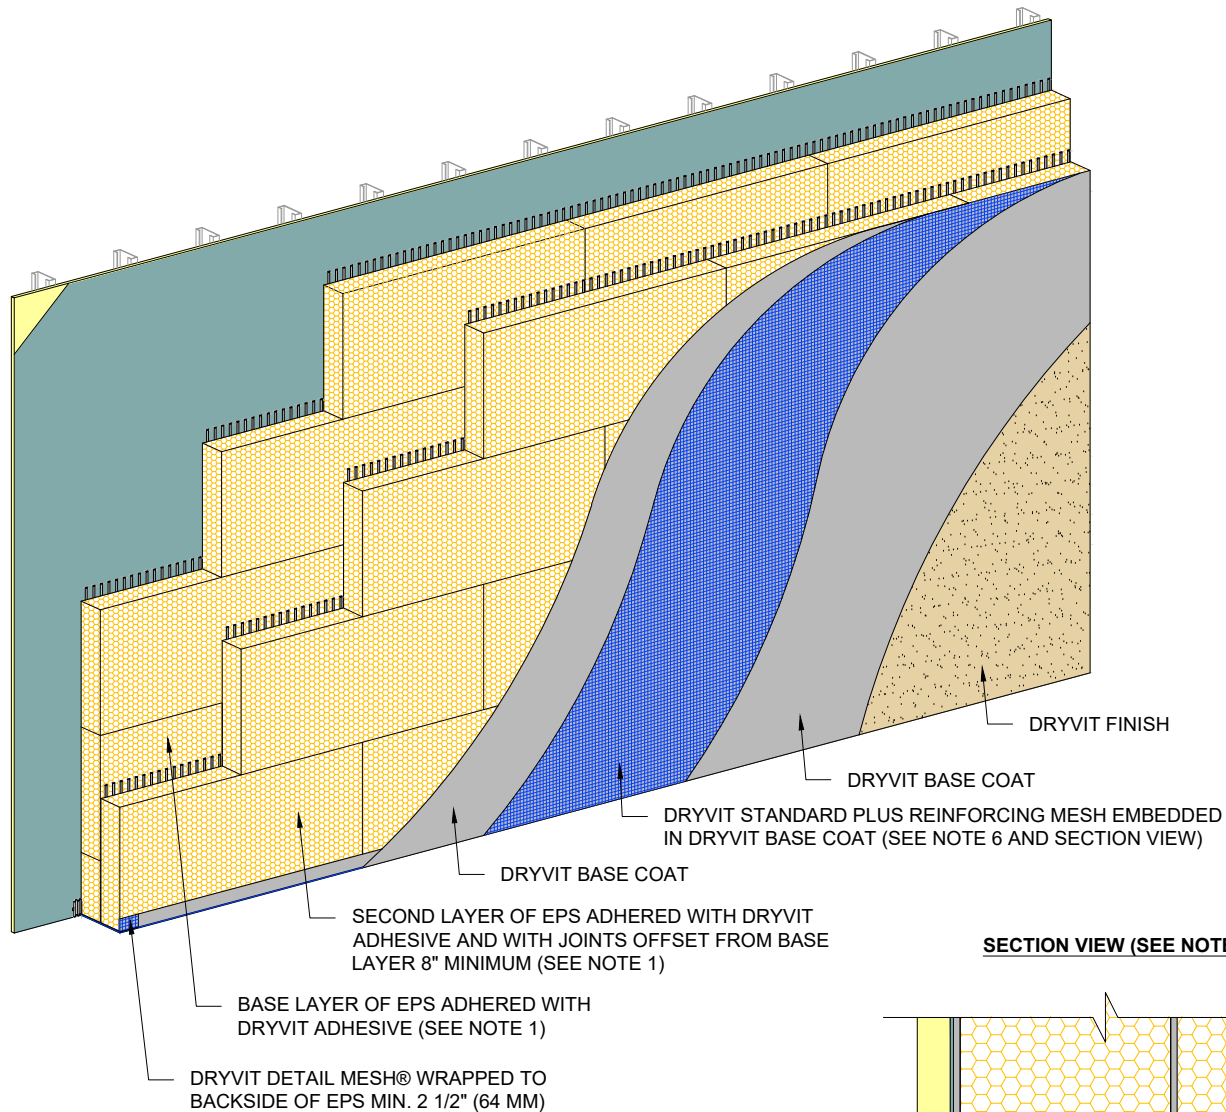 DRYVIT FINISH
DRYVIT BASE COAT
DRYVIT STANDARD PLUS REINFORCING MESH EMBEDDED
IN DRYVIT BASE COAT (SEE NOTE 6 AND SECTION VIEW)
DRYVIT BASE COAT
SECOND LAYER OF EPS ADHERED WITH DRYVIT
ADHESIVE AND WITH JOINTS OFFSET FROM BASE
LAYER 8" MINIMUM (SEE NOTE 1)
SECTION VIEW (SEE NOTE
BASE LAYER OF EPS ADHERED WITH
DRYVIT ADHESIVE (SEE NOTE 1)
DRYVIT DETAIL MESH® WRAPPED TO
BACKSIDE OF EPS MIN. 2 1/2" (64 MM)